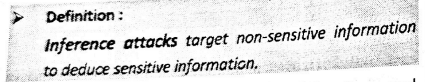 ➤ Definition :
Inference attacks target non-sensitive information
to deduce sensitive information.